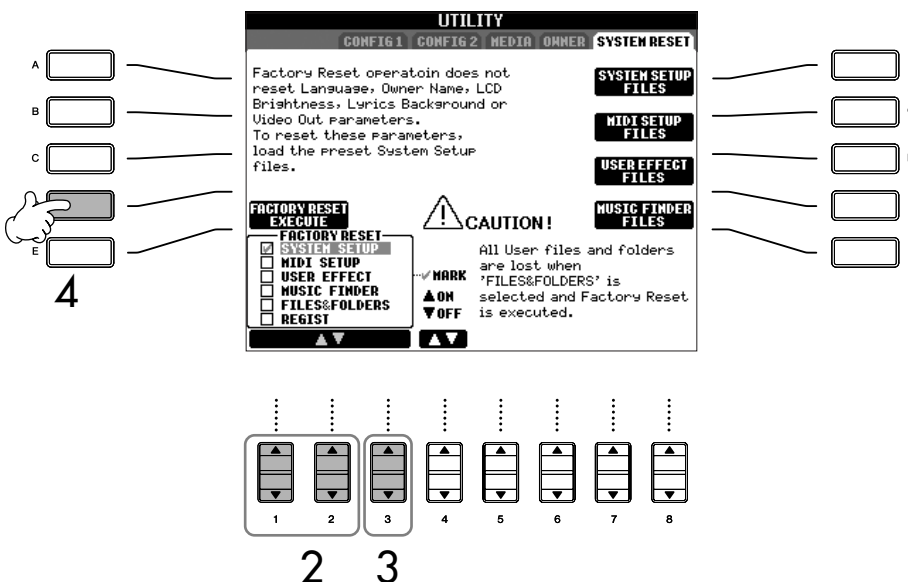 UTILITY
CONFIG 1 CONFIG 2 MEDIA OWNER SYSTEM RESET
A
B
C
E
4
Factory Reset operatoin does not
reset Language, Owner Name, LCD
Brightness, Lyrics Background or
Video Out parameters.
To reset these parameters,
load the preset System Setup
files.
SYSTEM SETUP
FILES
MIDI SETUP
FILES
USER EFFECT
FILES
MUSIC FINDER
FILES
FACTORY RESET
EXECUTE
FACTORY RESET
SYSTEM SETUP
MIDI SETUP
USER EFFECT
MUSIC FINDER
FILES&FOLDERS
REGIST
MARK
▲ON
▼OFF
CAUTION!
All User files and folders
are lost when
'FILES&FOLDERS' is
selected and Factory Reset
is executed.
1 2 3 4 5 6 7 8
2 3